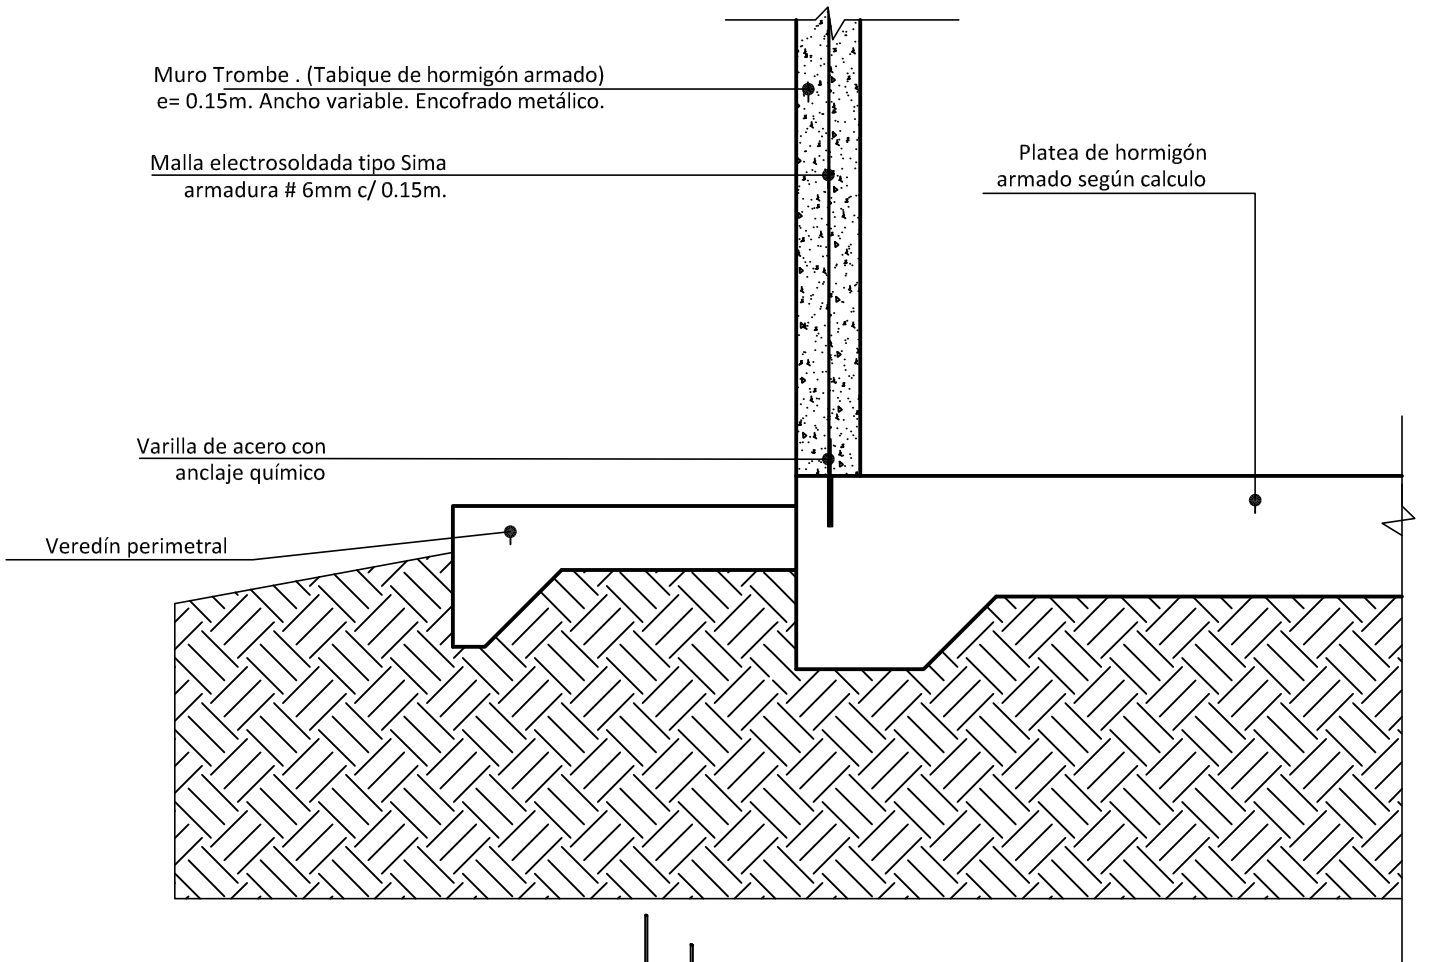 Muro Trombe . (Tabique de hormigón armado)
e= 0.15m. Ancho variable. Encofrado metálico.
Malla electrosoldada tipo Sima
armadura # 6mm c/ 0.15m.
Platea de hormigón
armado según calculo
Varilla de acero con
anclaje químico
Veredín perimetral